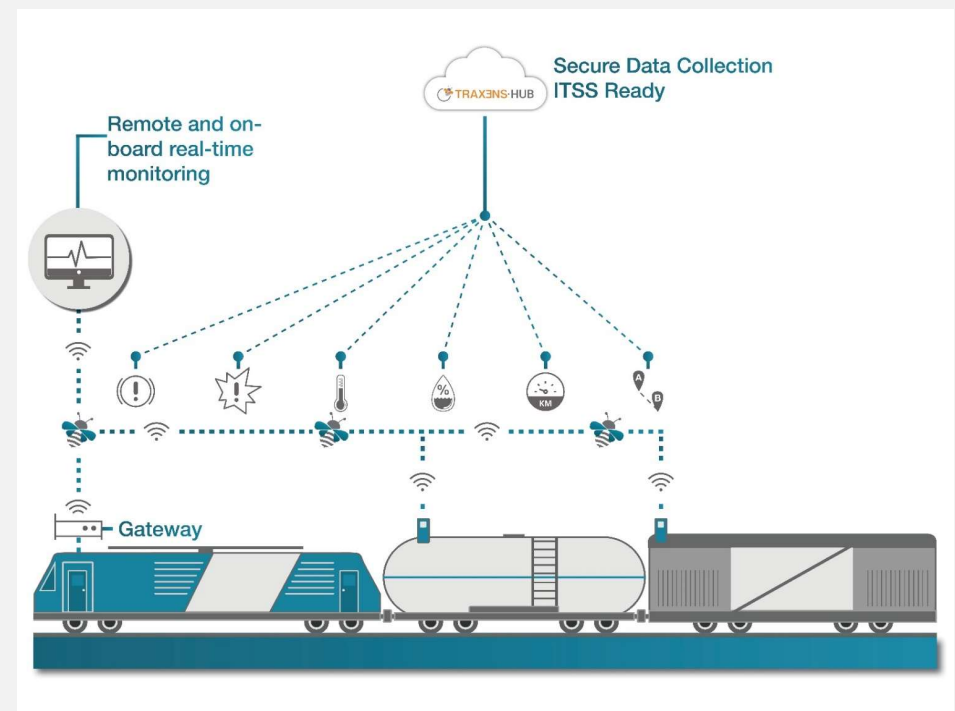 TRAXENS-HUB
Secure Data Collection
ITSS Ready
Remote and on-
board real-time
monitoring
%
KM
A
B
Gateway